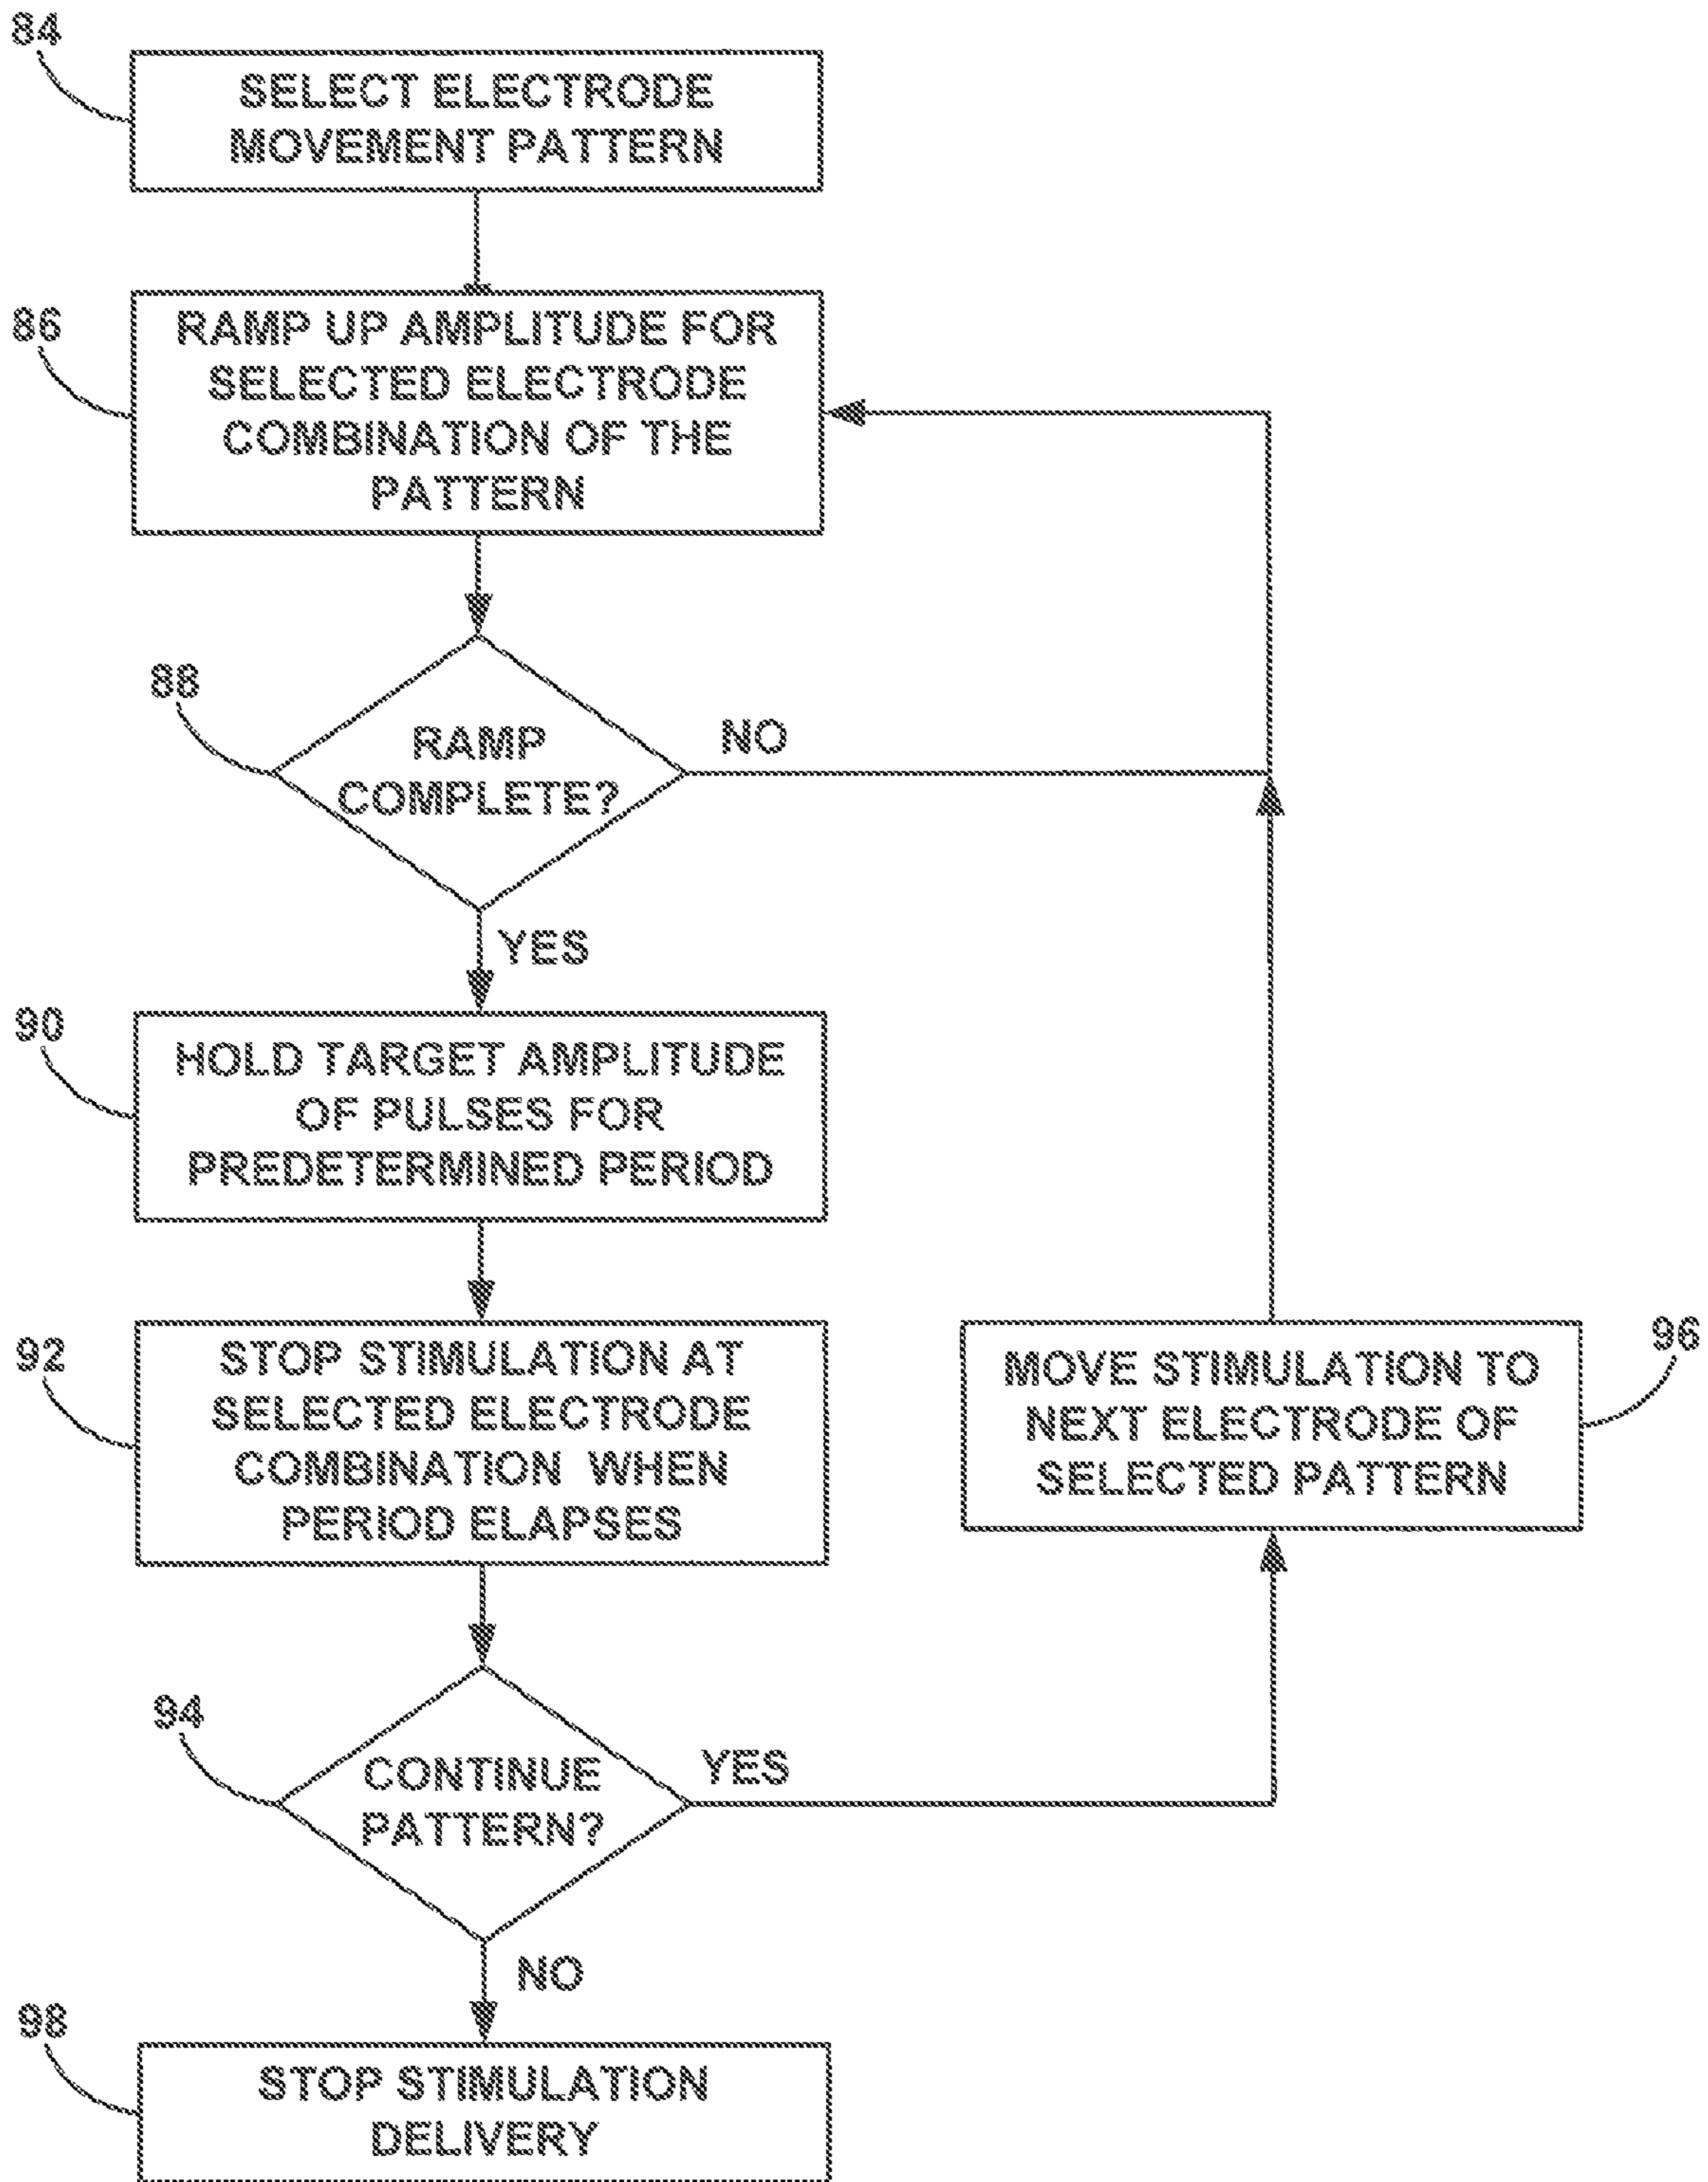 84
SELECT ELECTRODE
MOVEMENT PATTERN
86
RAMP UP AMPLITUDE FOR
SELECTED ELECTRODE
COMBINATION OF THE
PATTERN
88
RAMP
COMPLETE?
NO
YES
90
HOLD TARGET AMPLITUDE
OF PULSES FOR
PREDETERMINED PERIOD
92
STOP STIMULATION AT
SELECTED ELECTRODE
COMBINATION WHEN
PERIOD ELAPSES
96
MOVE STIMULATION TO
NEXT ELECTRODE OF
SELECTED PATTERN
94
CONTINUE
PATTERN?
YES
NO
98
STOP STIMULATION
DELIVERY